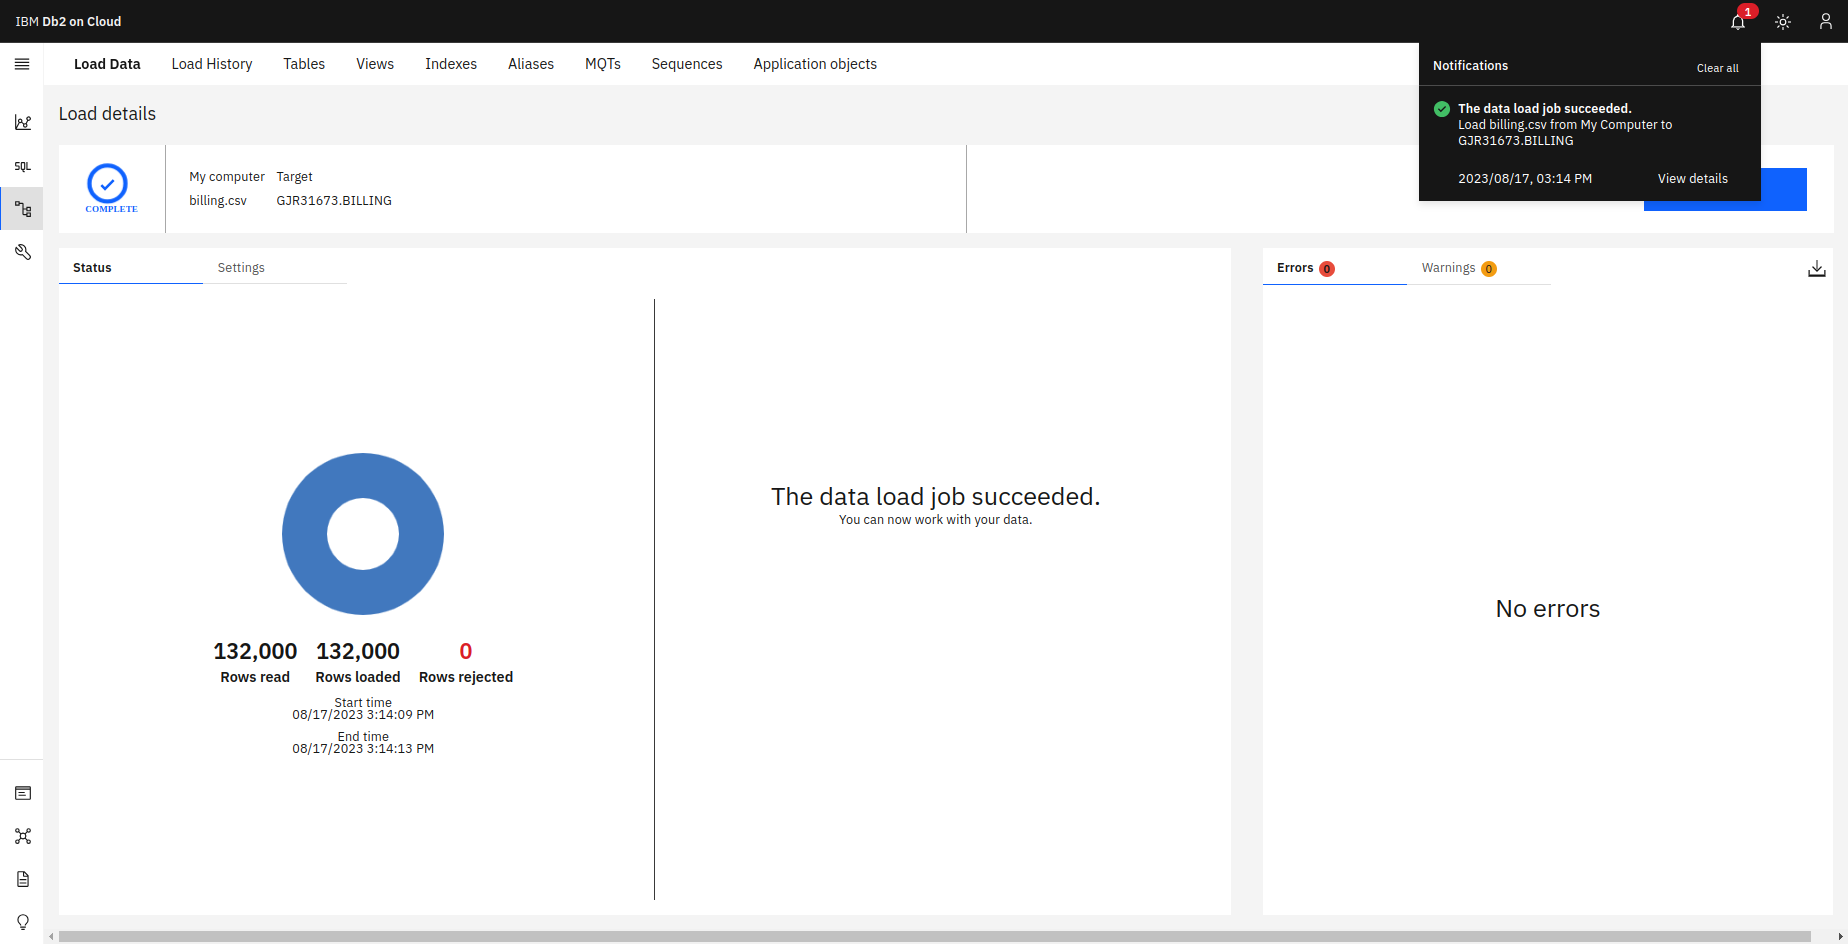 IBM Db2 on Cloud
1
Load Data Load History Tables Views Indexes Aliases MQTs Sequences Application objects
Notifications
Clear all
The data load job succeeded.
Load billing.csv from My Computer to
GJR31673.BILLING
2023/08/17, 03:14 PM View details
SQL
Load details
COMPLETE
My computer Target
billing.csv GJR31673.BILLING
Status Settings
Errors 0 Warnings 0
132,000 132,000 0
Rows read Rows loaded Rows rejected
Start time
08/17/2023 3:14:09 PM
End time
08/17/2023 3:14:13 PM
The data load job succeeded.
You can now work with your data.
No errors